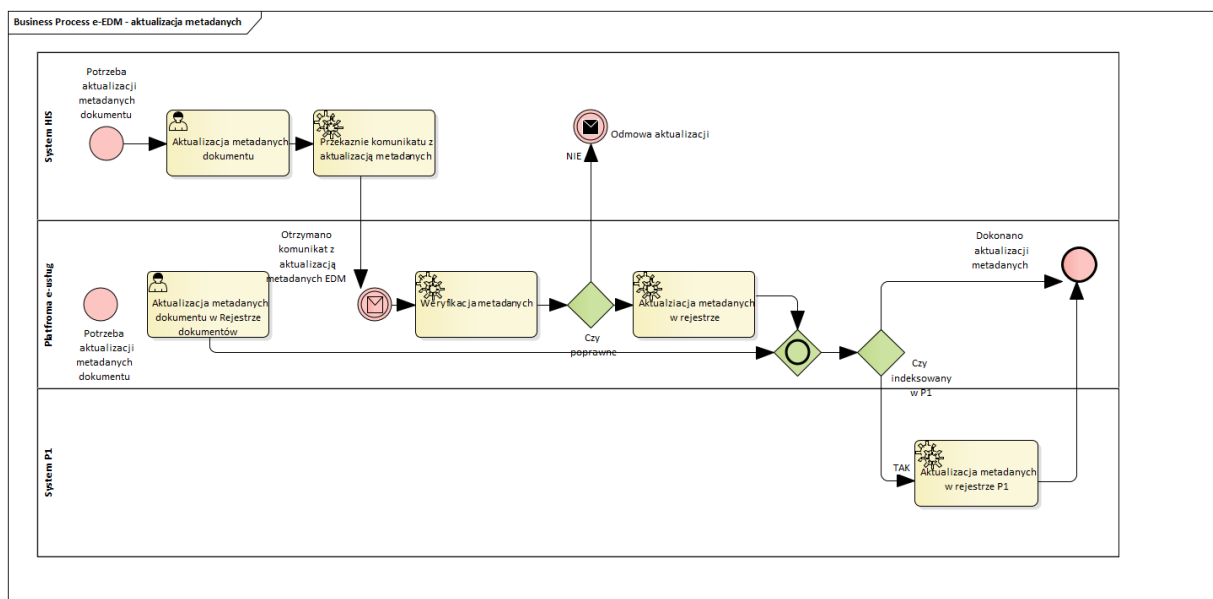 Business Process e-EDM - aktualizacja metadanych
System HIS
Potrzeba
aktualizacji
metadanych
dokumentu
Aktualizacja metadanych
dokumentu
Przekaznie komunikatu z
aktualizacją metadanych
Odmowa aktualizacji
NIE
Platfroma e-usług
Potrzeba
aktualizacji
metadanych
dokumentu
Aktualizacja metadanych
dokumentu w Rejestrze
dokumentów
Otrzymano
komunikat z
aktualizacją
metadanych EDM
Weryfikacja metadanych
Czy
poprawne
Aktualziacja metadanych
w rejestrze
Czy
indeksowany
w P1
Dokonano
aktualizacji
metadanych
System P1
TAK
Aktualizacja metadanych
w rejestrze P1